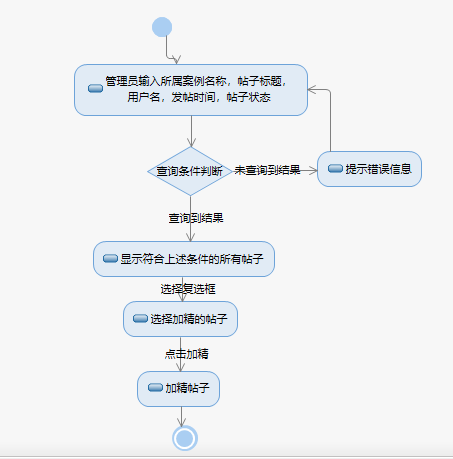 管理员输入所属案例名称，帖子标题，
用户名，发帖时间，帖子状态
查询条件判断
未查询到结果
提示错误信息
查询到结果
显示符合上述条件的所有帖子
选择复选框
选择加精的帖子
点击加精
加精帖子